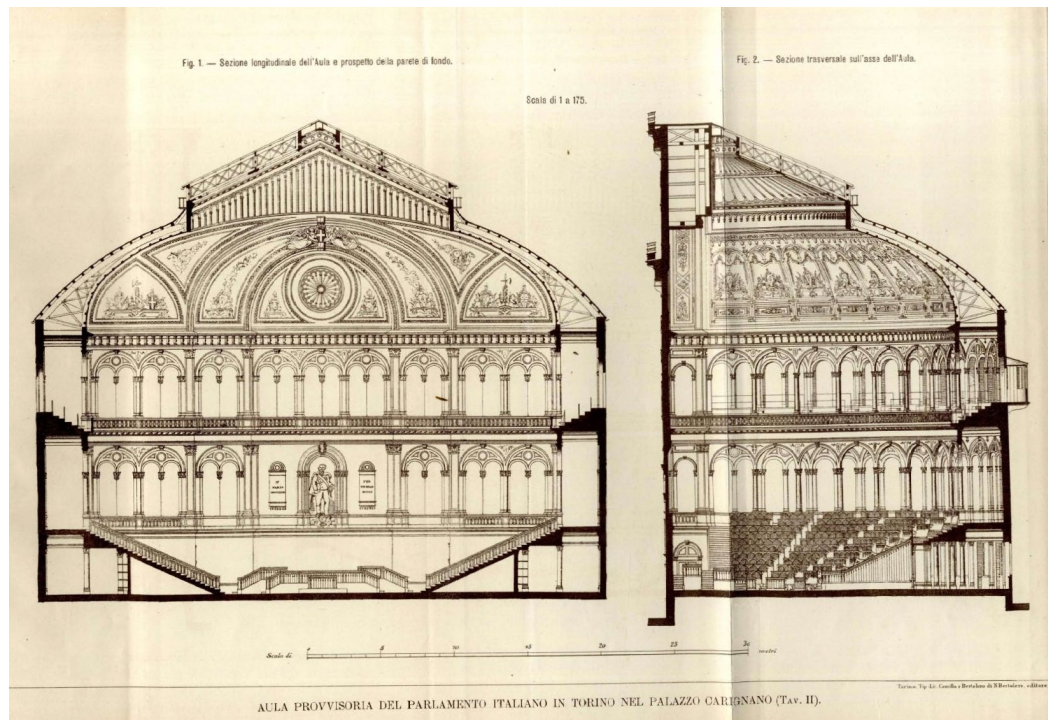 Fig. 1. — Sezione longitudinale dell'Aula e prospetto della parete di fondo.
Fig. 2. — Sezione trasversale sull'asse dell'Aula.
Scala di 1 a 175.
Scala di
0 5 10 15 20 25 30
metri
Torino, Tip. Lit. Camilla e Bertolero di N. Bertolero, editore
AULA PROVVISORIA DEL PARLAMENTO ITALIANO IN TORINO NEL PALAZZO CARIGNANO (TAV. II).